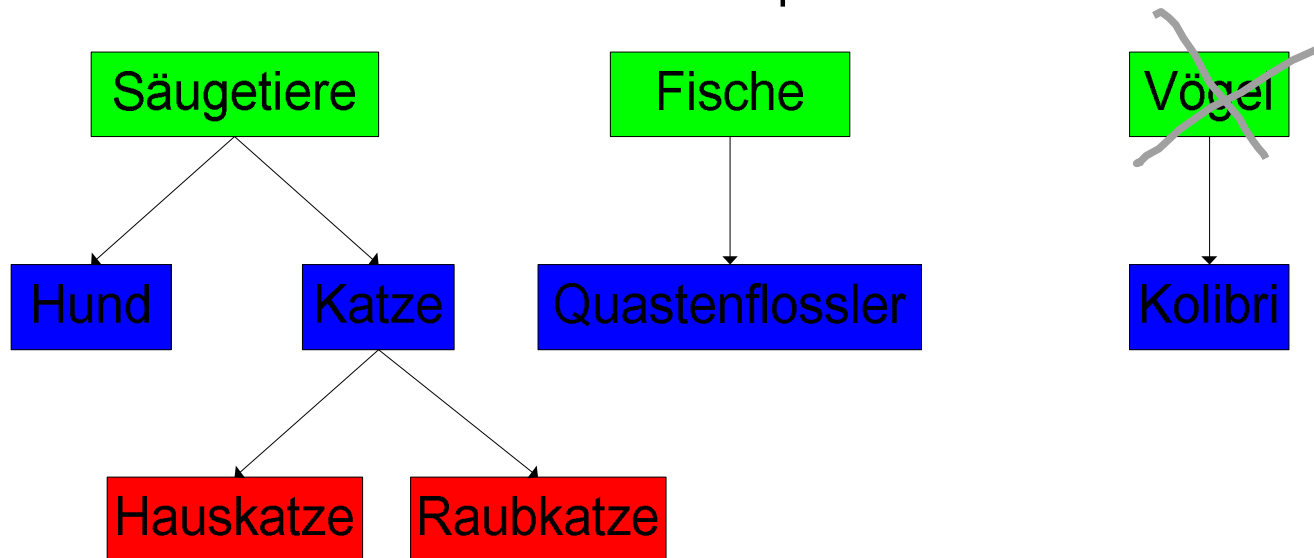 Säugetiere
Fische
Vögel
Hund
Katze
Quastenflossler
Kolibri
Hauskatze
Raubkatze